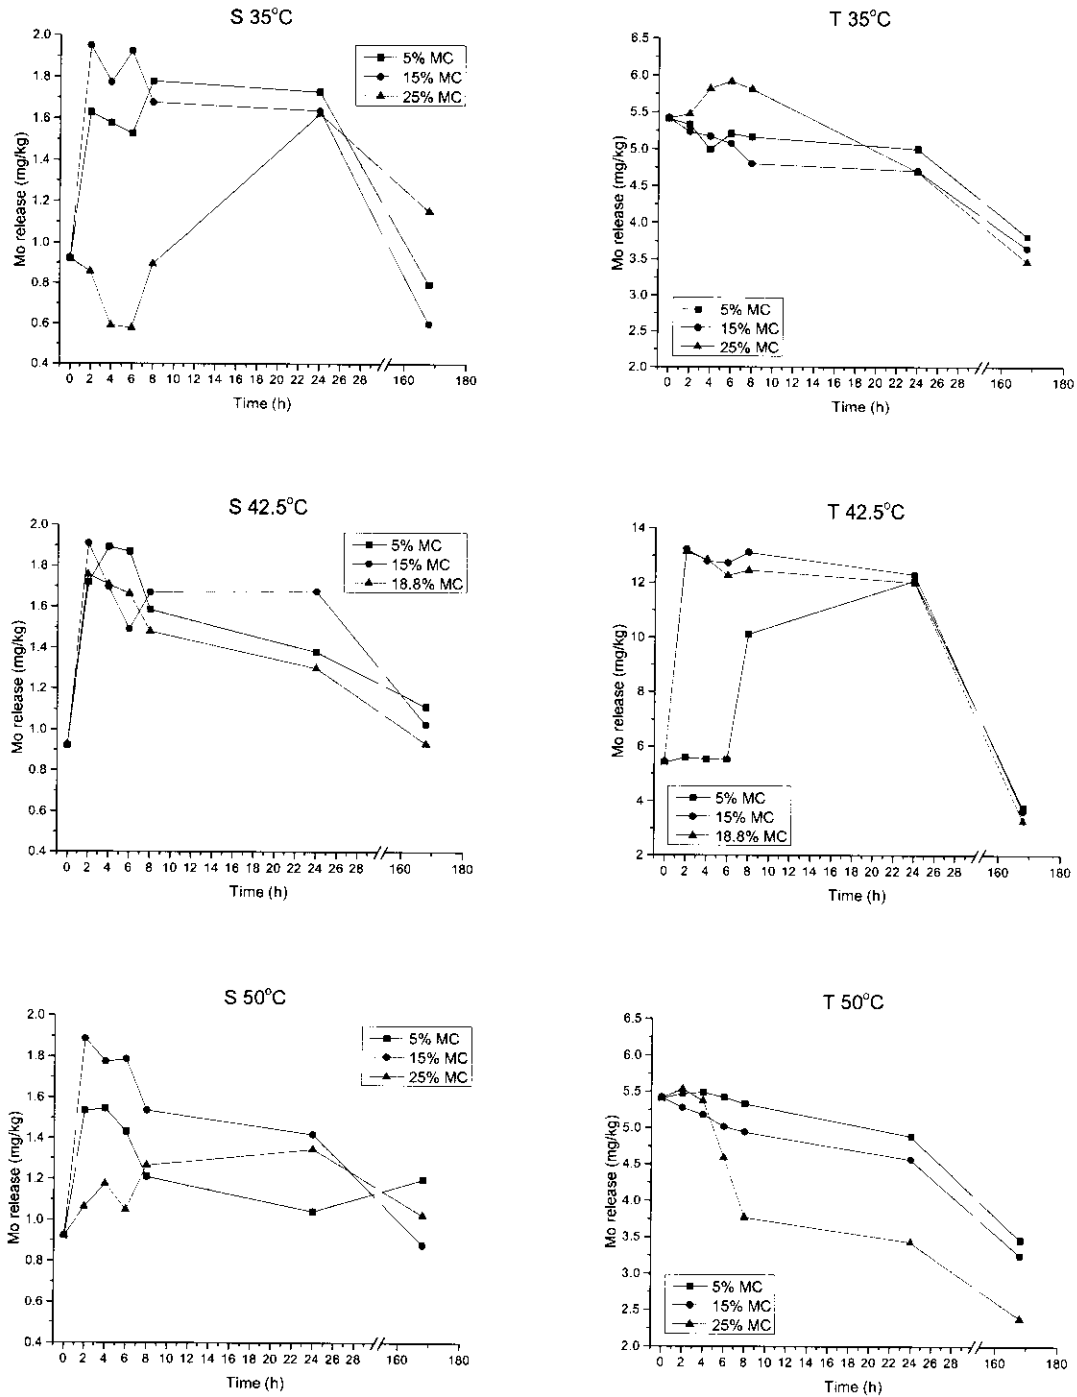 S 35°C
Mo release (mg/kg)
2.0
1.8
1.6
1.4
1.2
1.0
0.8
0.6
0.4
5% MC
15% MC
25% MC
0 2 4 6 8 10 12 14 16 18 20 22 24 26 28 160 180
Time (h)
T 35°C
Mo release (mg/kg)
6.5
6.0
5.5
5.0
4.5
4.0
3.5
3.0
2.5
2.0
5% MC
15% MC
25% MC
0 2 4 6 8 10 12 14 16 18 20 22 24 26 28 160 180
Time (h)
S 42.5°C
Mo release (mg/kg)
2.0
1.8
1.6
1.4
1.2
1.0
0.8
0.6
0.4
5% MC
15% MC
18.8% MC
0 2 4 6 8 10 12 14 16 18 20 22 24 26 28 160 180
Time (h)
T 42.5°C
Mo release (mg/kg)
14
12
10
8
6
4
2
5% MC
15% MC
18.8% MC
0 2 4 6 8 10 12 14 16 18 20 22 24 26 28 160 180
Time (h)
S 50°C
Mo release (mg/kg)
2.0
1.8
1.6
1.4
1.2
1.0
0.8
0.6
0.4
5% MC
15% MC
25% MC
0 2 4 6 8 10 12 14 16 18 20 22 24 26 28 160 180
Time (h)
T 50°C
Mo release (mg/kg)
6.5
6.0
5.5
5.0
4.5
4.0
3.5
3.0
2.5
2.0
5% MC
15% MC
25% MC
0 2 4 6 8 10 12 14 16 18 20 22 24 26 28 160 180
Time (h)